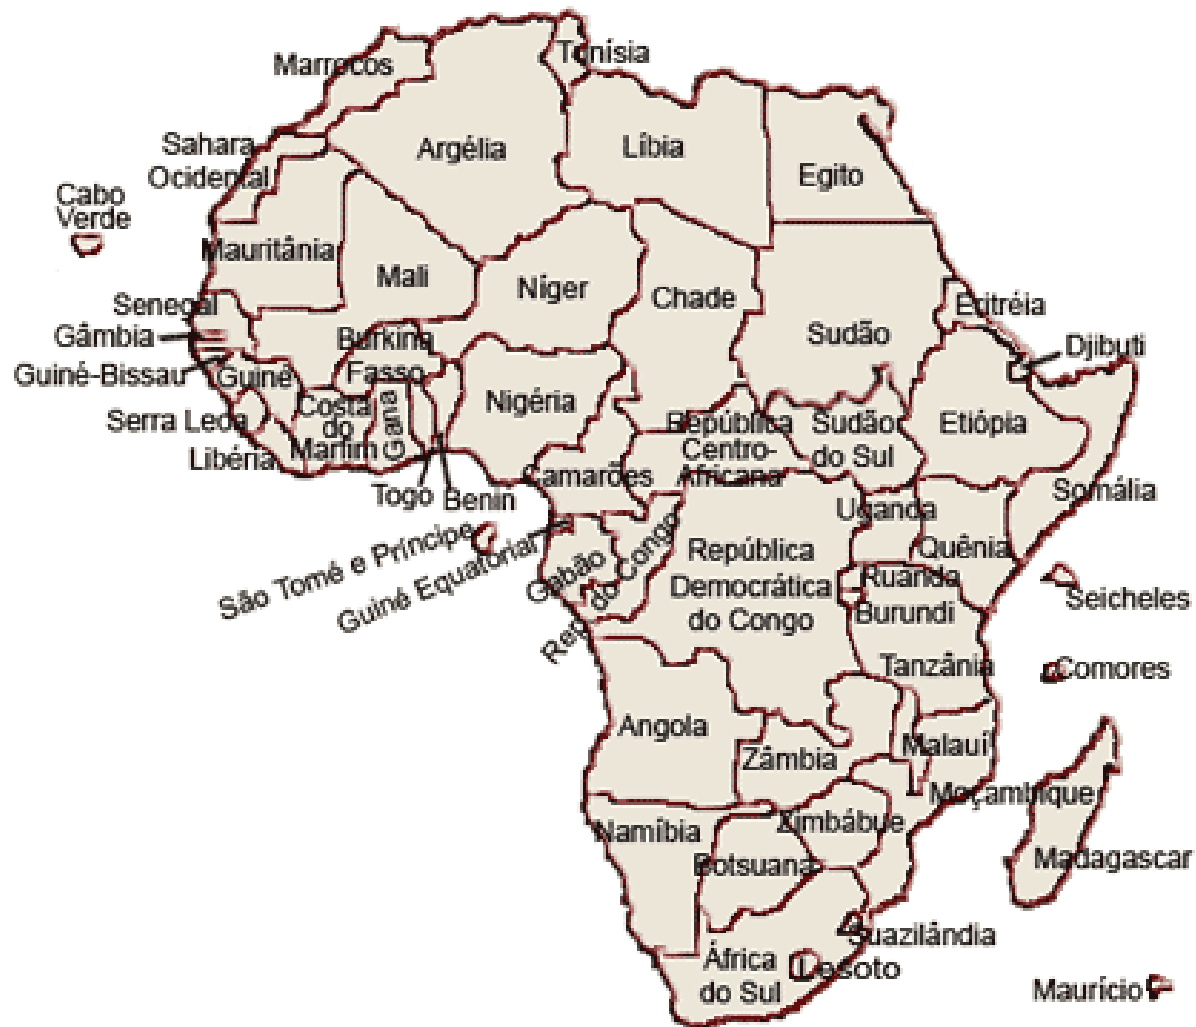 Tunísia
Marrocos
Sahara
Ocidental
Argélia
Líbia
Egito
Cabo
Verde
Mauritânia
Mali
Níger
Chade
Sudão
Eritréia
Senegal
Gâmbia
Guiné-Bissau
Guiné
Burkina
Fasso
Djibuti
Serra Leoa
Costa
do
Marfim
Gana
Nigéria
República
Centro-
Africana
Sudão
do Sul
Etiópia
Libéria
Togo
Benin
Camarões
Somália
Uganda
Quênia
São Tomé e Príncipe
Guiné Equatorial
Gabão
Rep. do Congo
República
Democrática
do Congo
Ruanda
Burundi
Seicheles
Tanzânia
Comores
Angola
Zâmbia
Malauí
Moçambique
Namíbia
Zimbábue
Botsuana
Madagascar
Suazilândia
África
do Sul
Lesoto
Maurício